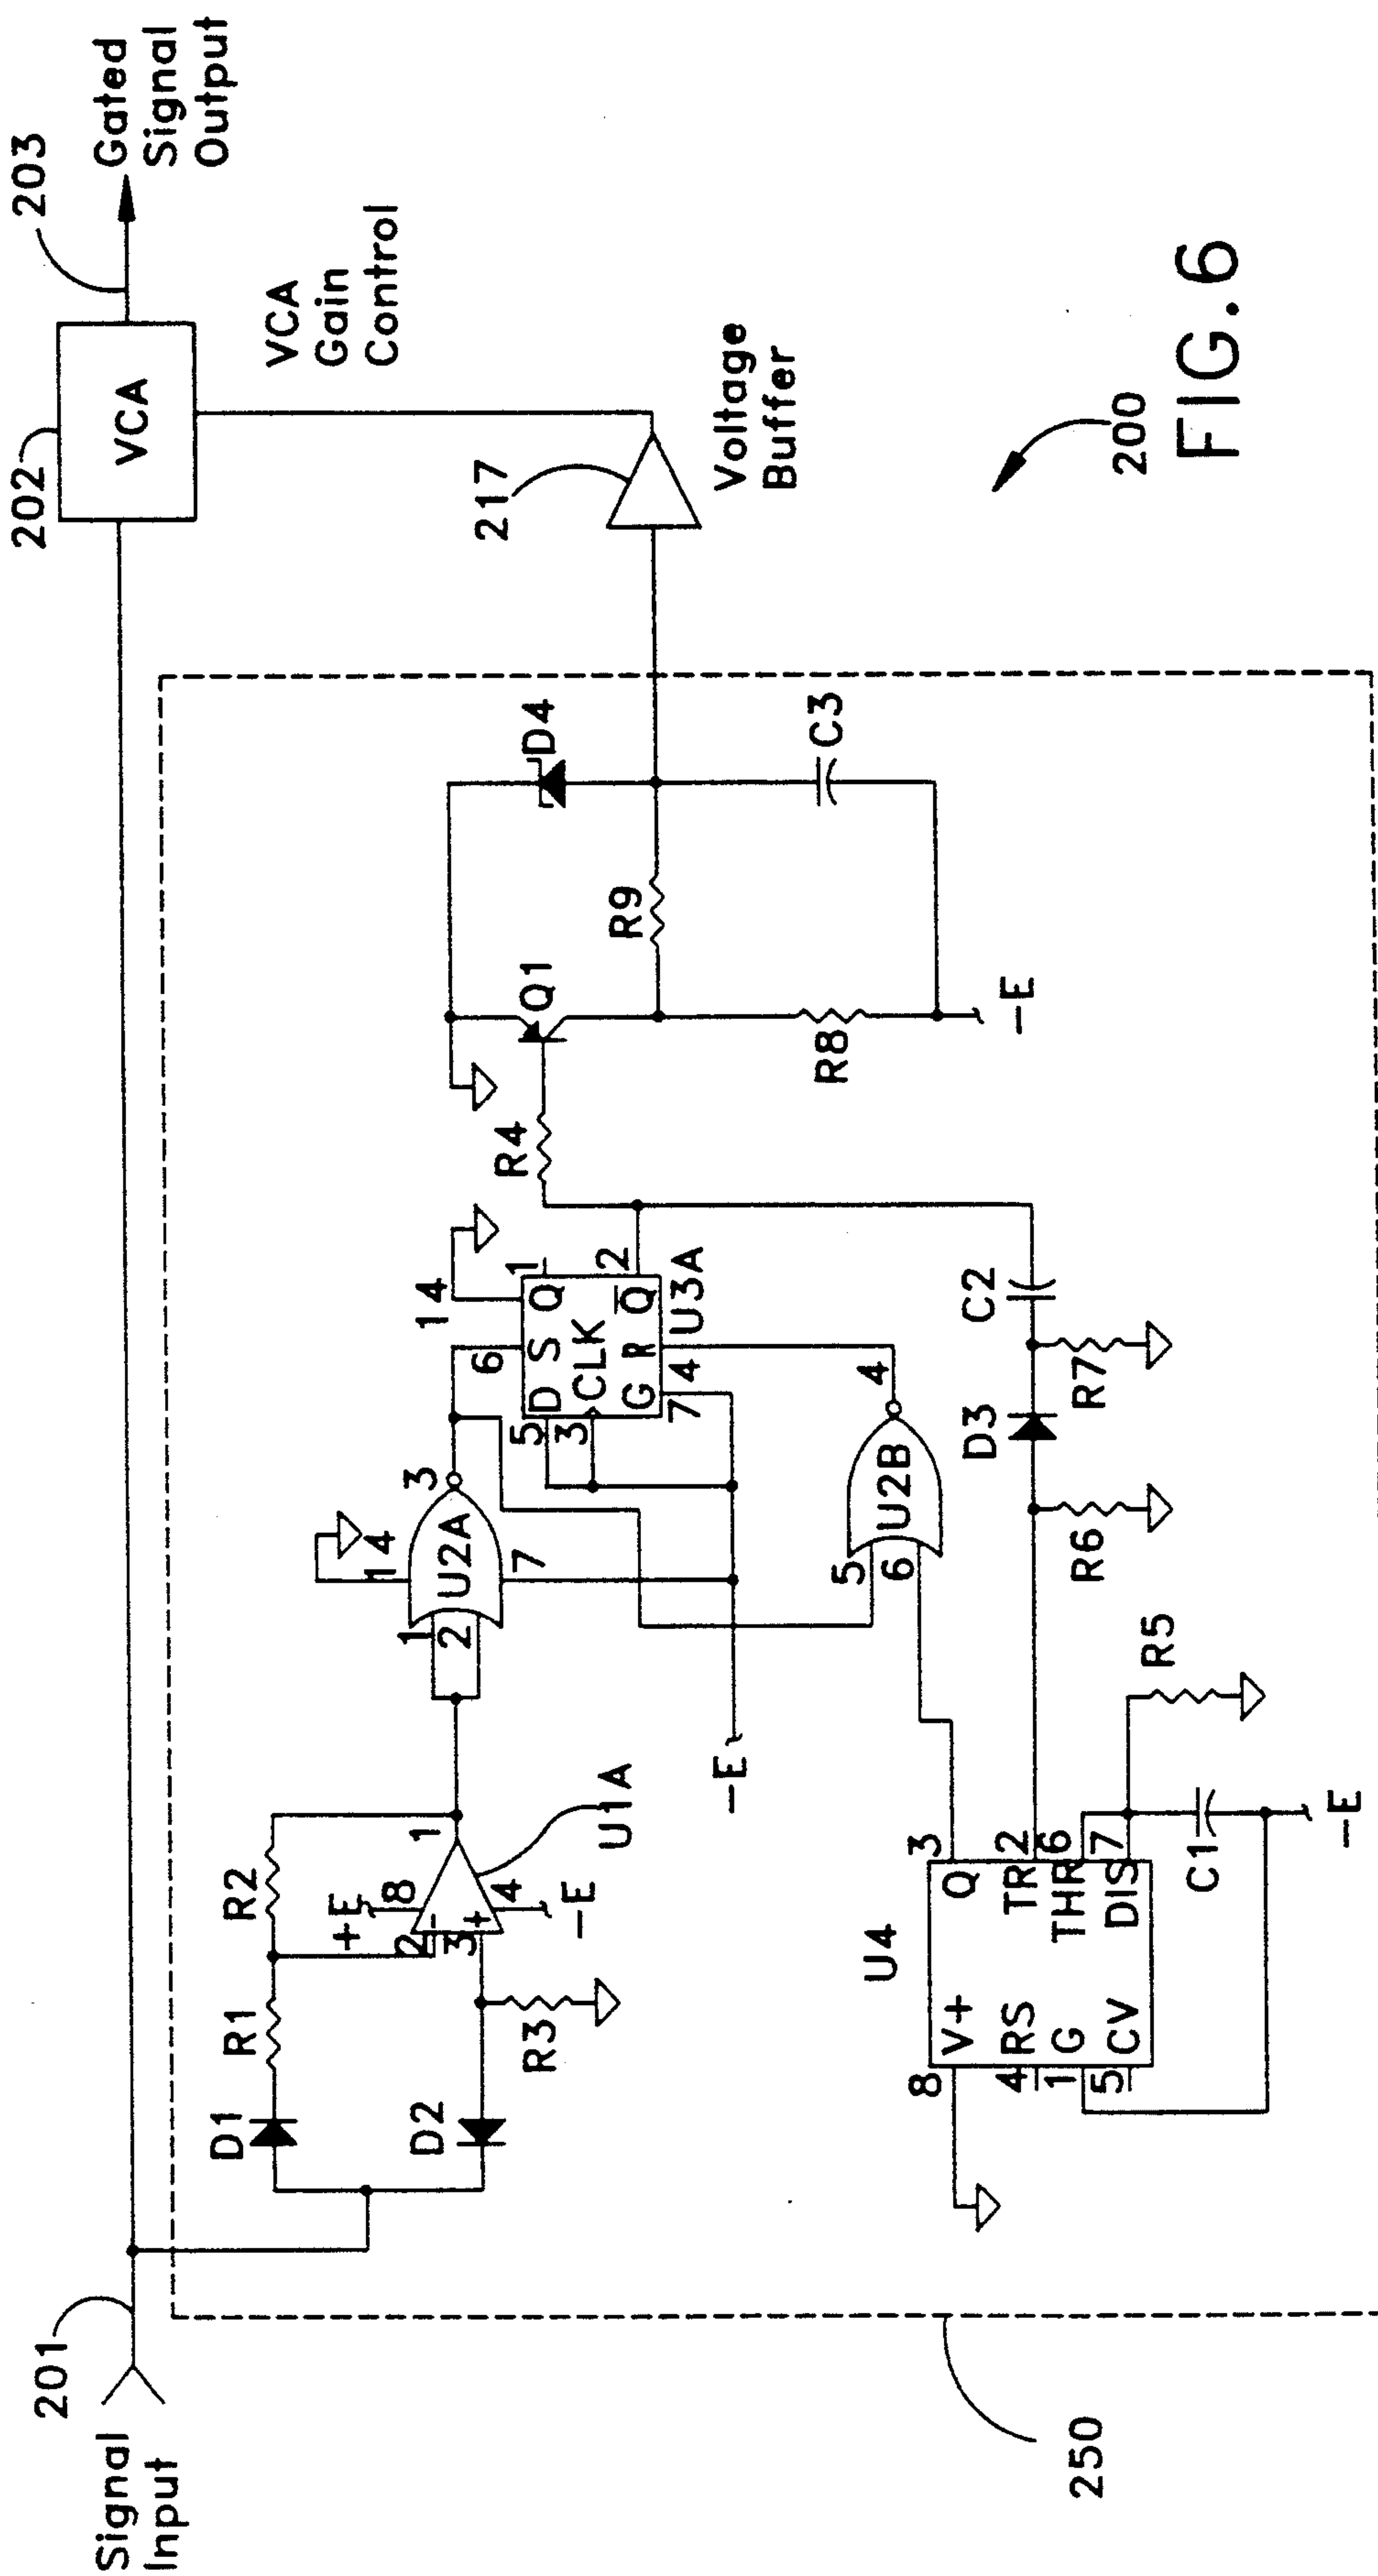 201
Signal
Input
202
VCA
203
Gated
Signal
Output
VCA
Gain
Control
217
Voltage
Buffer
D1
R1
R2
+E
8
2
-
3
+
1
4
-E
U1A
D2
R3
1
2
14
U2A
3
7
-E
6
14
5
D
S
Q
1
3
CLK
G
R
Q̅
2
7
4
U3A
R4
Q1
D4
R9
R8
C3
-E
5
6
U2B
4
U4
8
V+
Q
3
4
RS
TR
2
1
G
THR
6
5
CV
DIS
7
C1
-E
R5
R6
D3
R7
C2
250
200
FIG.6